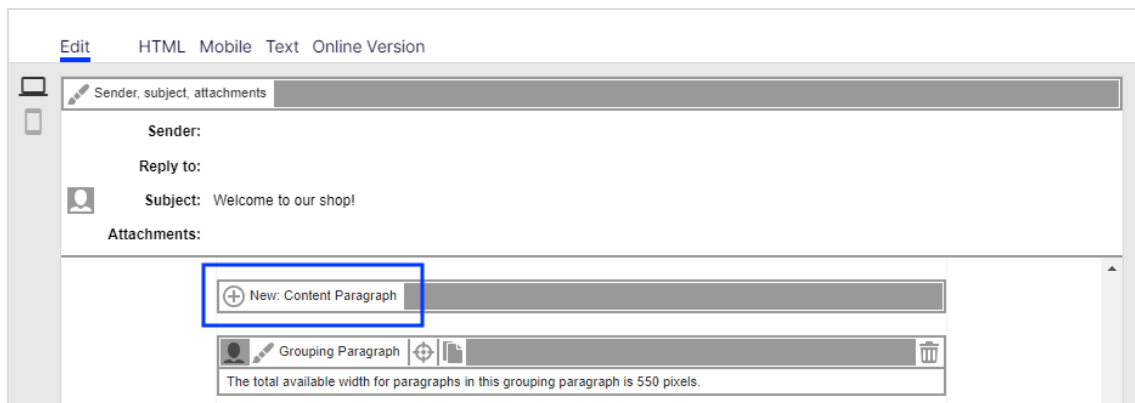 Edit HTML Mobile Text Online Version
Sender, subject, attachments
Sender:
Reply to:
Subject: Welcome to our shop!
Attachments:
New: Content Paragraph
Grouping Paragraph
The total available width for paragraphs in this grouping paragraph is 550 pixels.